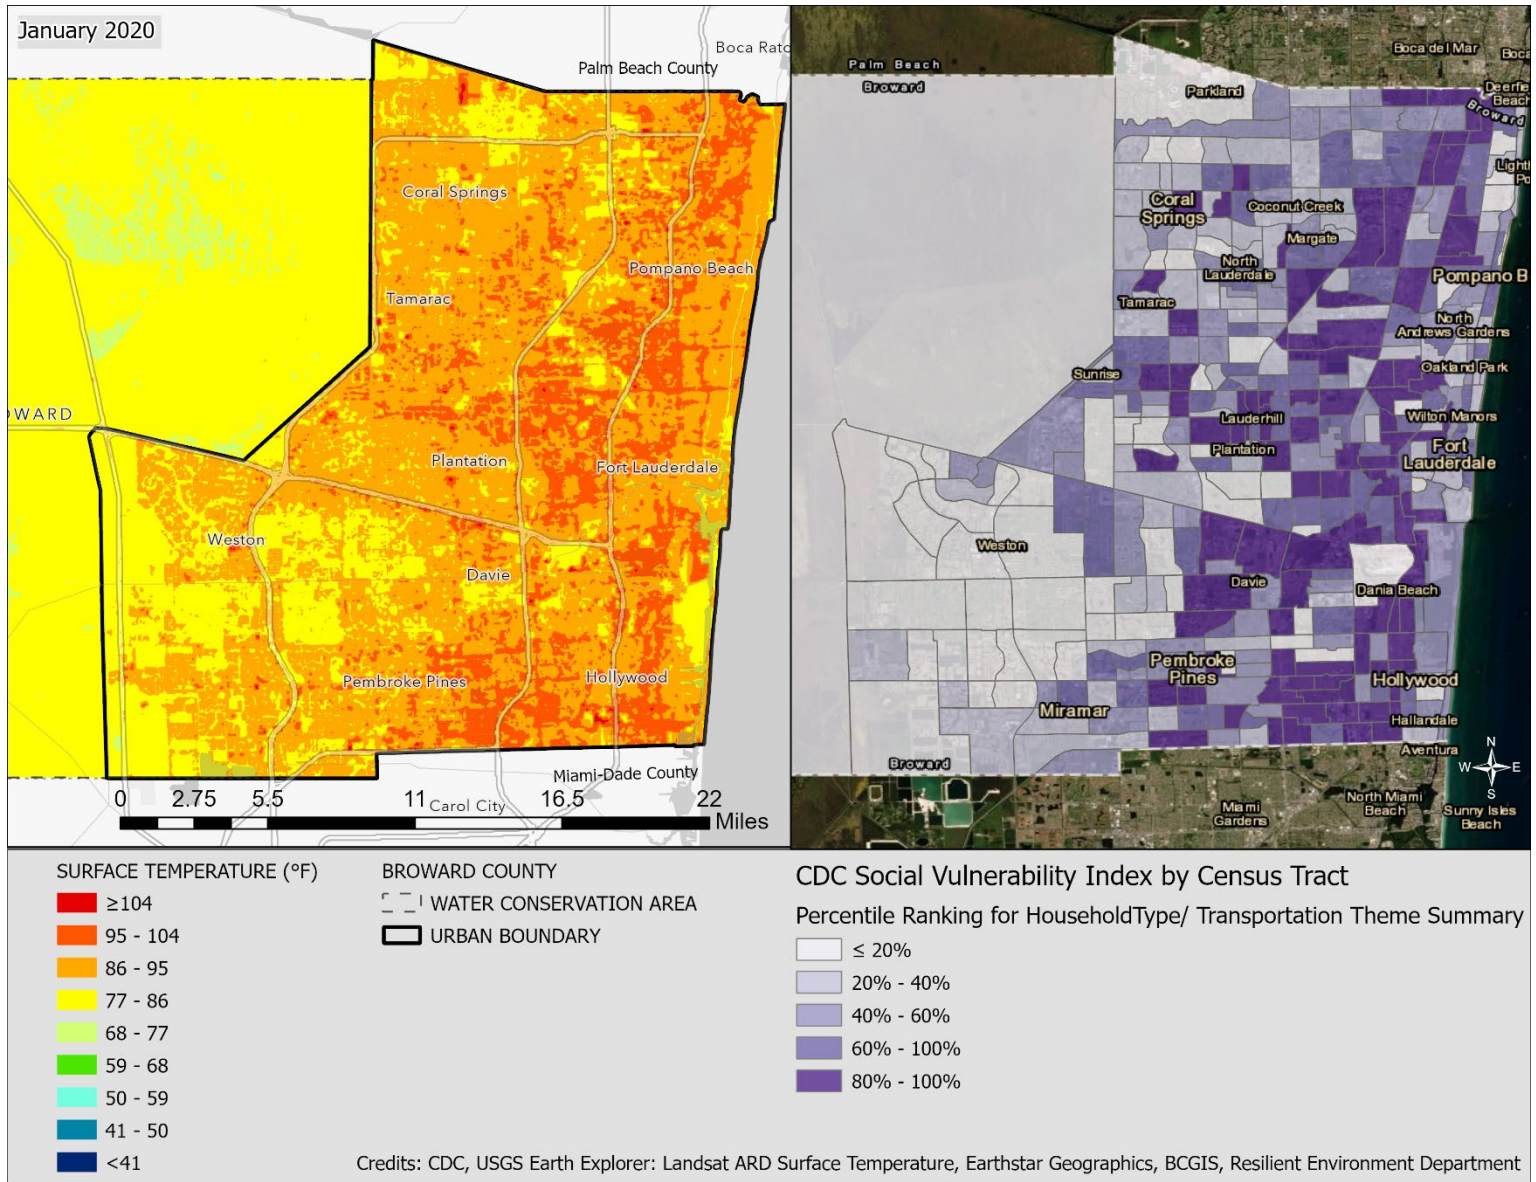 January 2020
Boca Rato
Palm Beach County
Coral Springs
Pompano Beach
Tamarac
OWARD
Plantation
Fort Lauderdale
Weston
Davie
Pembroke Pines
Hollywood
Miami-Dade County
Carol City
0 2.75 5.5 11 16.5 22
Miles
Boca del Mar
Boca
Palm Beach
Broward
Parkland
Deerfie
Beach
Broward
Lighth
Po
Coral
Springs
Coconut Creek
Margate
North
Lauderdale
Pompano B
Tamarac
North
Andrews Gardens
Sunrise
Oakland Park
Lauderhill
Wilton Manors
Plantation
Fort
Lauderdale
Weston
Davie
Dania Beach
Pembroke
Pines
Hollywood
Miramar
Hallandale
Aventura
Broward
N
W E
S
Miami
Gardens
North Miami
Beach
Sunny Isles
Beach
SURFACE TEMPERATURE (°F)
≥104
95 - 104
86 - 95
77 - 86
68 - 77
59 - 68
50 - 59
41 - 50
<41
BROWARD COUNTY
WATER CONSERVATION AREA
URBAN BOUNDARY
CDC Social Vulnerability Index by Census Tract
Percentile Ranking for HouseholdType/ Transportation Theme Summary
≤ 20%
20% - 40%
40% - 60%
60% - 100%
80% - 100%
Credits: CDC, USGS Earth Explorer: Landsat ARD Surface Temperature, Earthstar Geographics, BCGIS, Resilient Environment Department